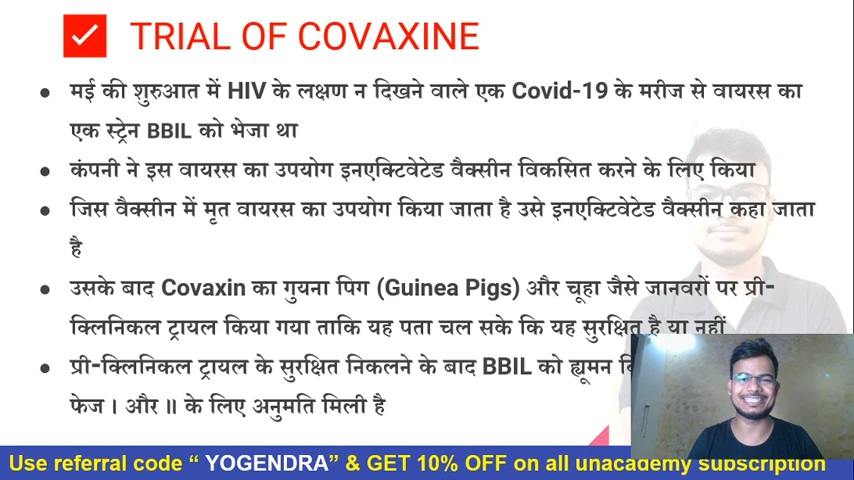 TRIAL OF COVAXINE
मई की शुरुआत में HIV के लक्षण न दिखने वाले एक Covid-19 के मरीज से वायरस का
एक स्ट्रेन BBIL को भेजा था
कंपनी ने इस वायरस का उपयोग इनएक्टिवेटेड वैक्सीन विकसित करने के लिए किया
जिस वैक्सीन में मृत वायरस का उपयोग किया जाता है उसे इनएक्टिवेटेड वैक्सीन कहा जाता
है
उसके बाद Covaxin का गुयना पिग (Guinea Pigs) और चूहा जैसे जानवरों पर प्री-
क्लिनिकल ट्रायल किया गया ताकि यह पता चल सके कि यह सुरक्षित है या नहीं
प्री-क्लिनिकल ट्रायल के सुरक्षित निकलने के बाद BBIL को ह्यूमन
फेज I और II के लिए अनुमति मिली है
Use referral code “ YOGENDRA” & GET 10% OFF on all unacademy subscription